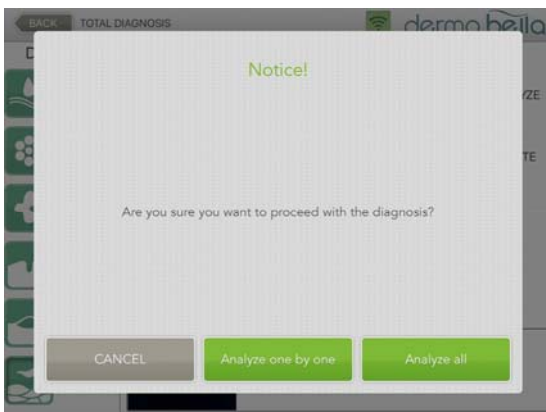 BACK
TOTAL DIAGNOSIS
dermo bella
Notice!
Are you sure you want to proceed with the diagnosis?
CANCEL
Analyze one by one
Analyze all